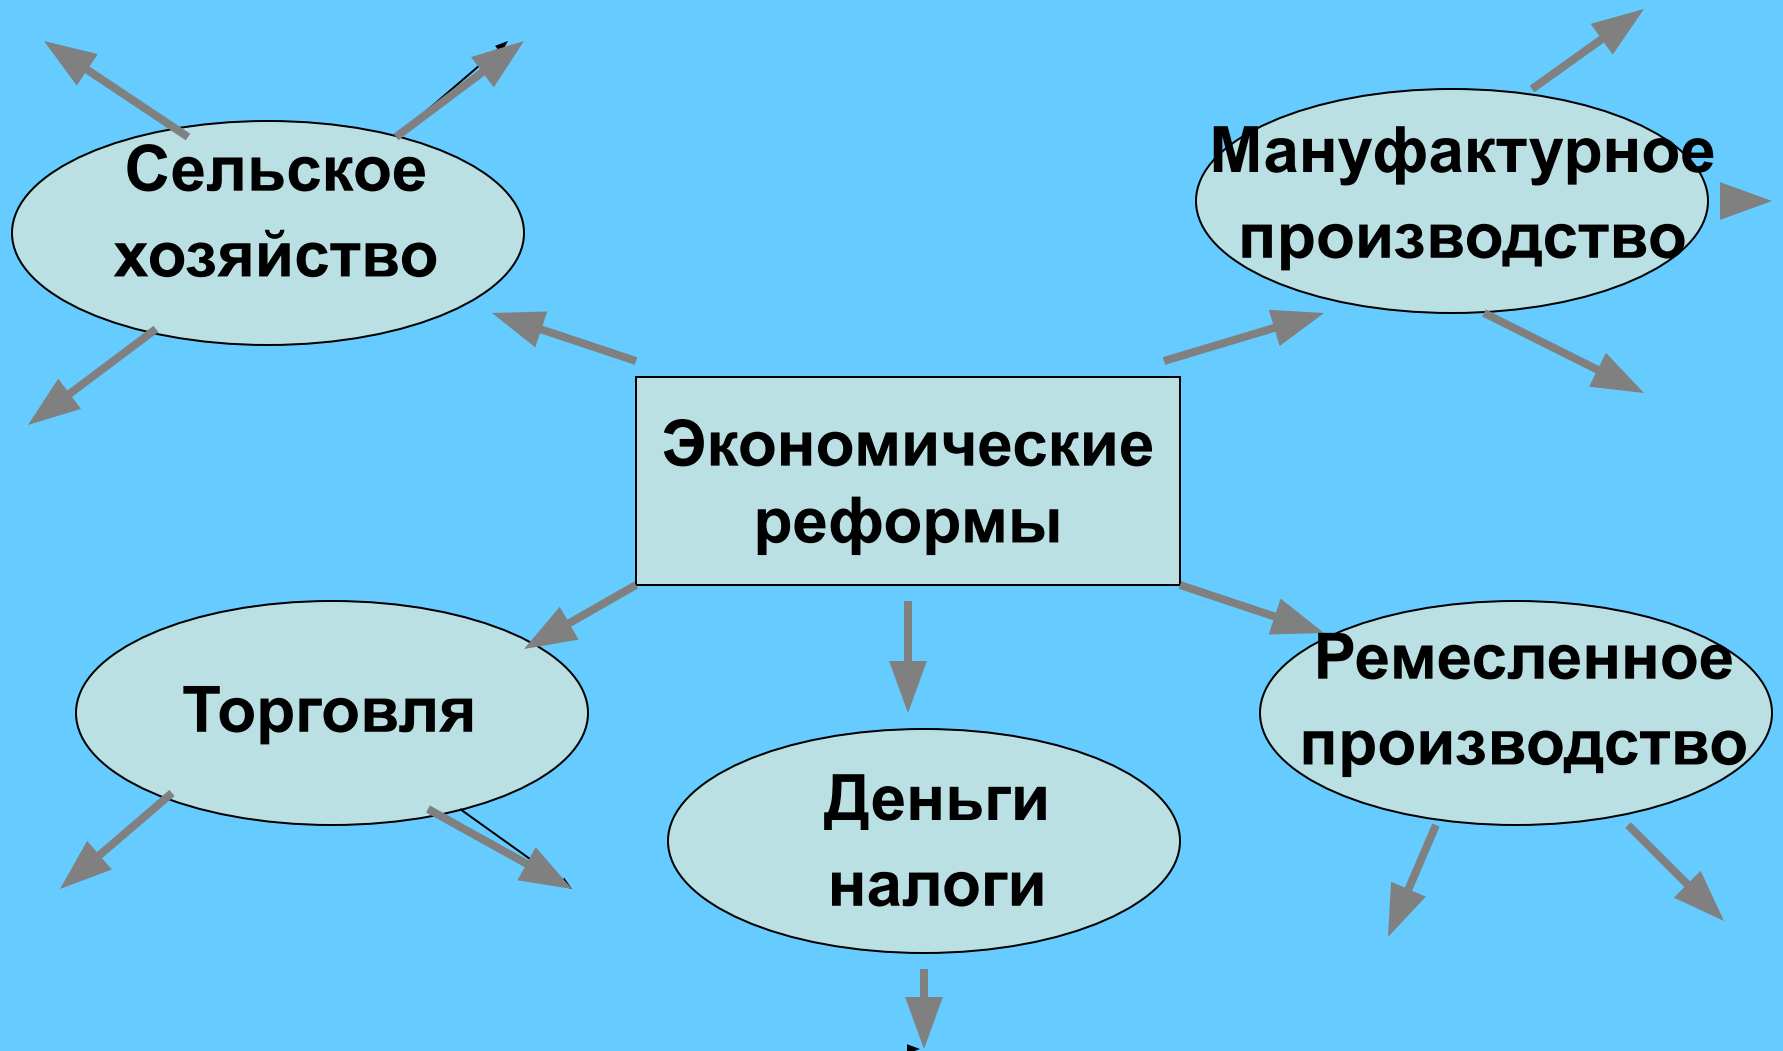 Сельское
хозяйство
Мануфактурное
производство
Экономические
реформы
Торговля
Деньги
налоги
Ремесленное
производство